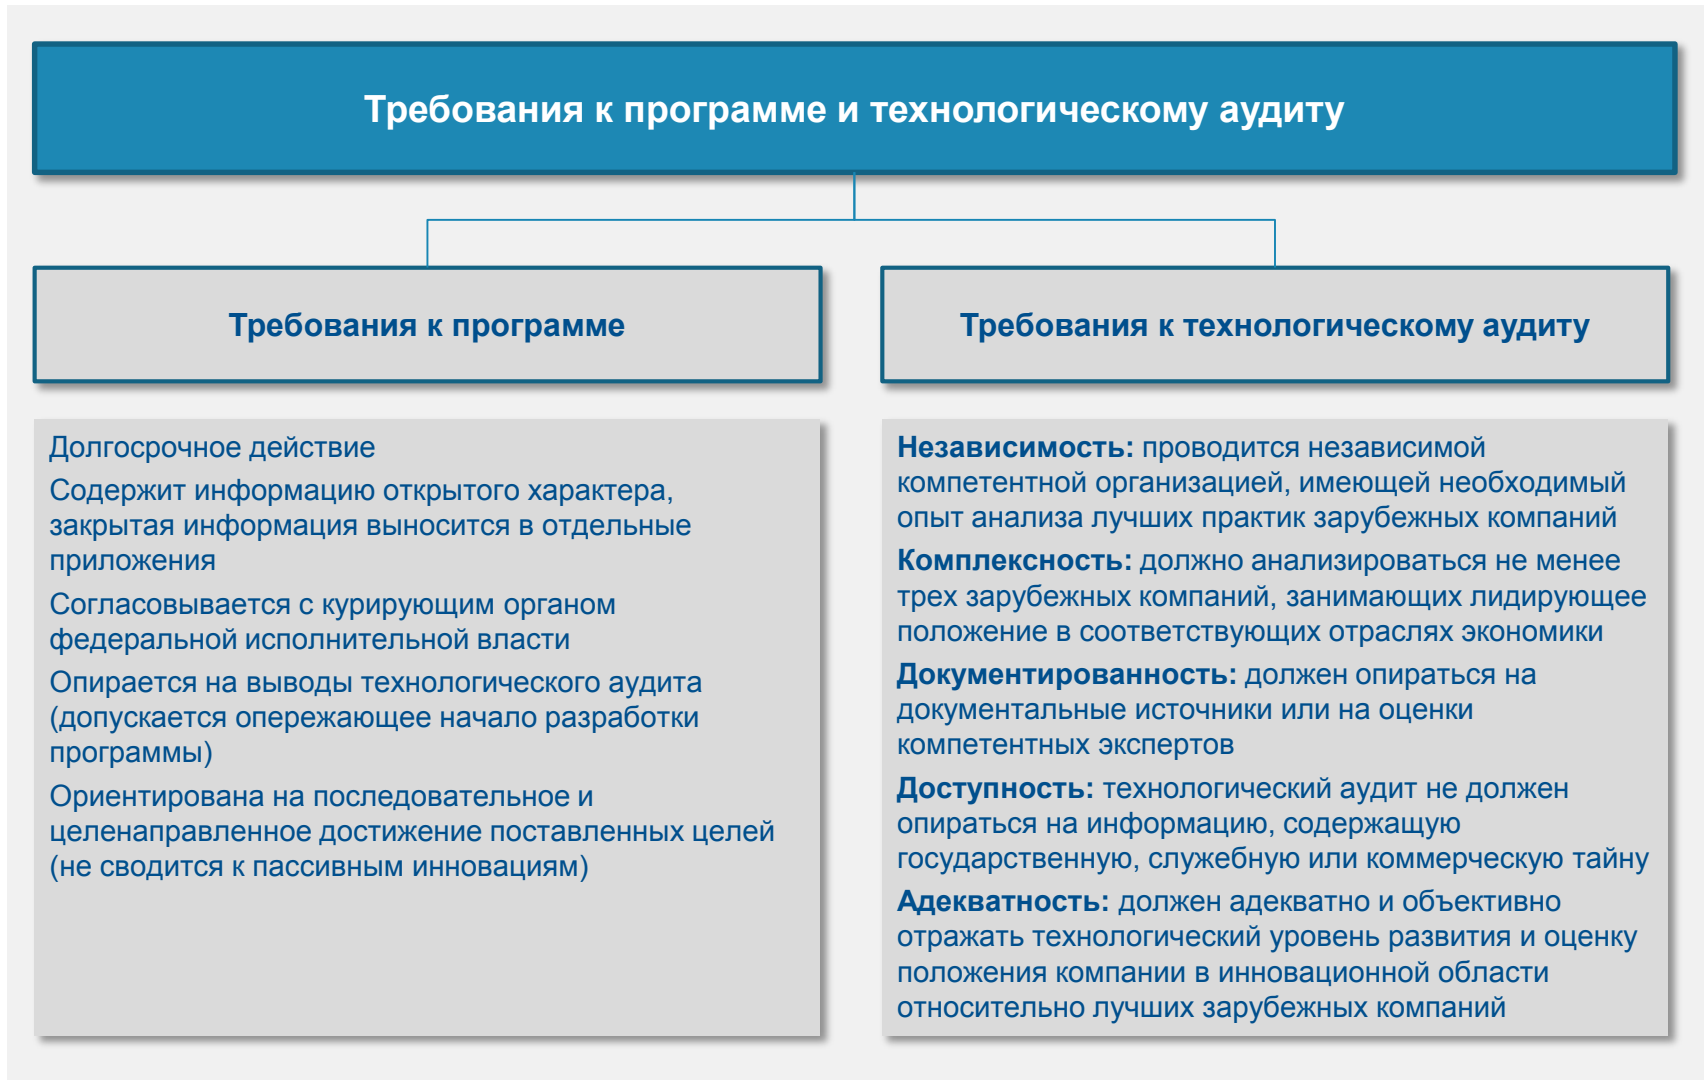 Требования к программе и технологическому аудиту
Требования к программе
Долгосрочное действие
Содержит информацию открытого характера,
закрытая информация выносится в отдельные
приложения
Согласовывается с курирующим органом
федеральной исполнительной власти
Опирается на выводы технологического аудита
(допускается опережающее начало разработки
программы)
Ориентирована на последовательное и
целенаправленное достижение поставленных целей
(не сводится к пассивным инновациям)
Требования к технологическому аудиту
Независимость: проводится независимой
компетентной организацией, имеющей необходимый
опыт анализа лучших практик зарубежных компаний
Комплексность: должно анализироваться не менее
трех зарубежных компаний, занимающих лидирующее
положение в соответствующих отраслях экономики
Документированность: должен опираться на
документальные источники или на оценки
компетентных экспертов
Доступность: технологический аудит не должен
опираться на информацию, содержащую
государственную, служебную или коммерческую тайну
Адекватность: должен адекватно и объективно
отражать технологический уровень развития и оценку
положения компании в инновационной области
относительно лучших зарубежных компаний